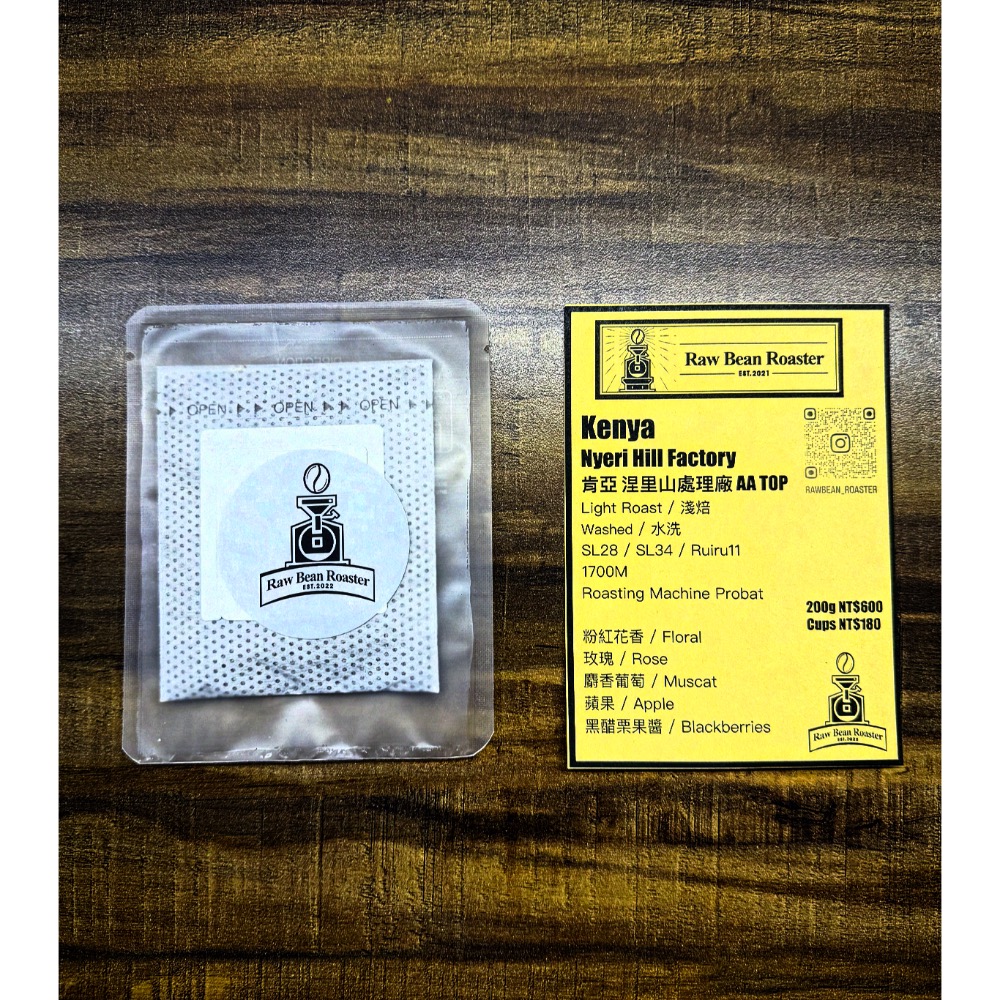 OPEN OPEN OPEN
Raw Bean Roaster
EST.2022
Raw Bean Roaster
EST.2021
Kenya
Nyeri Hill Factory
肯亞 涅里山處理廠 AA TOP
RAWBEAN_ROASTER
Light Roast / 淺焙
Washed / 水洗
SL28 / SL34 / Ruiru11
1700M
Roasting Machine Probat
200g NT$600
Cups NT$180
粉紅花香 / Floral
玫瑰 / Rose
麝香葡萄 / Muscat
蘋果 / Apple
黑醋栗果醬 / Blackberries
Raw Bean Roaster
EST.2022